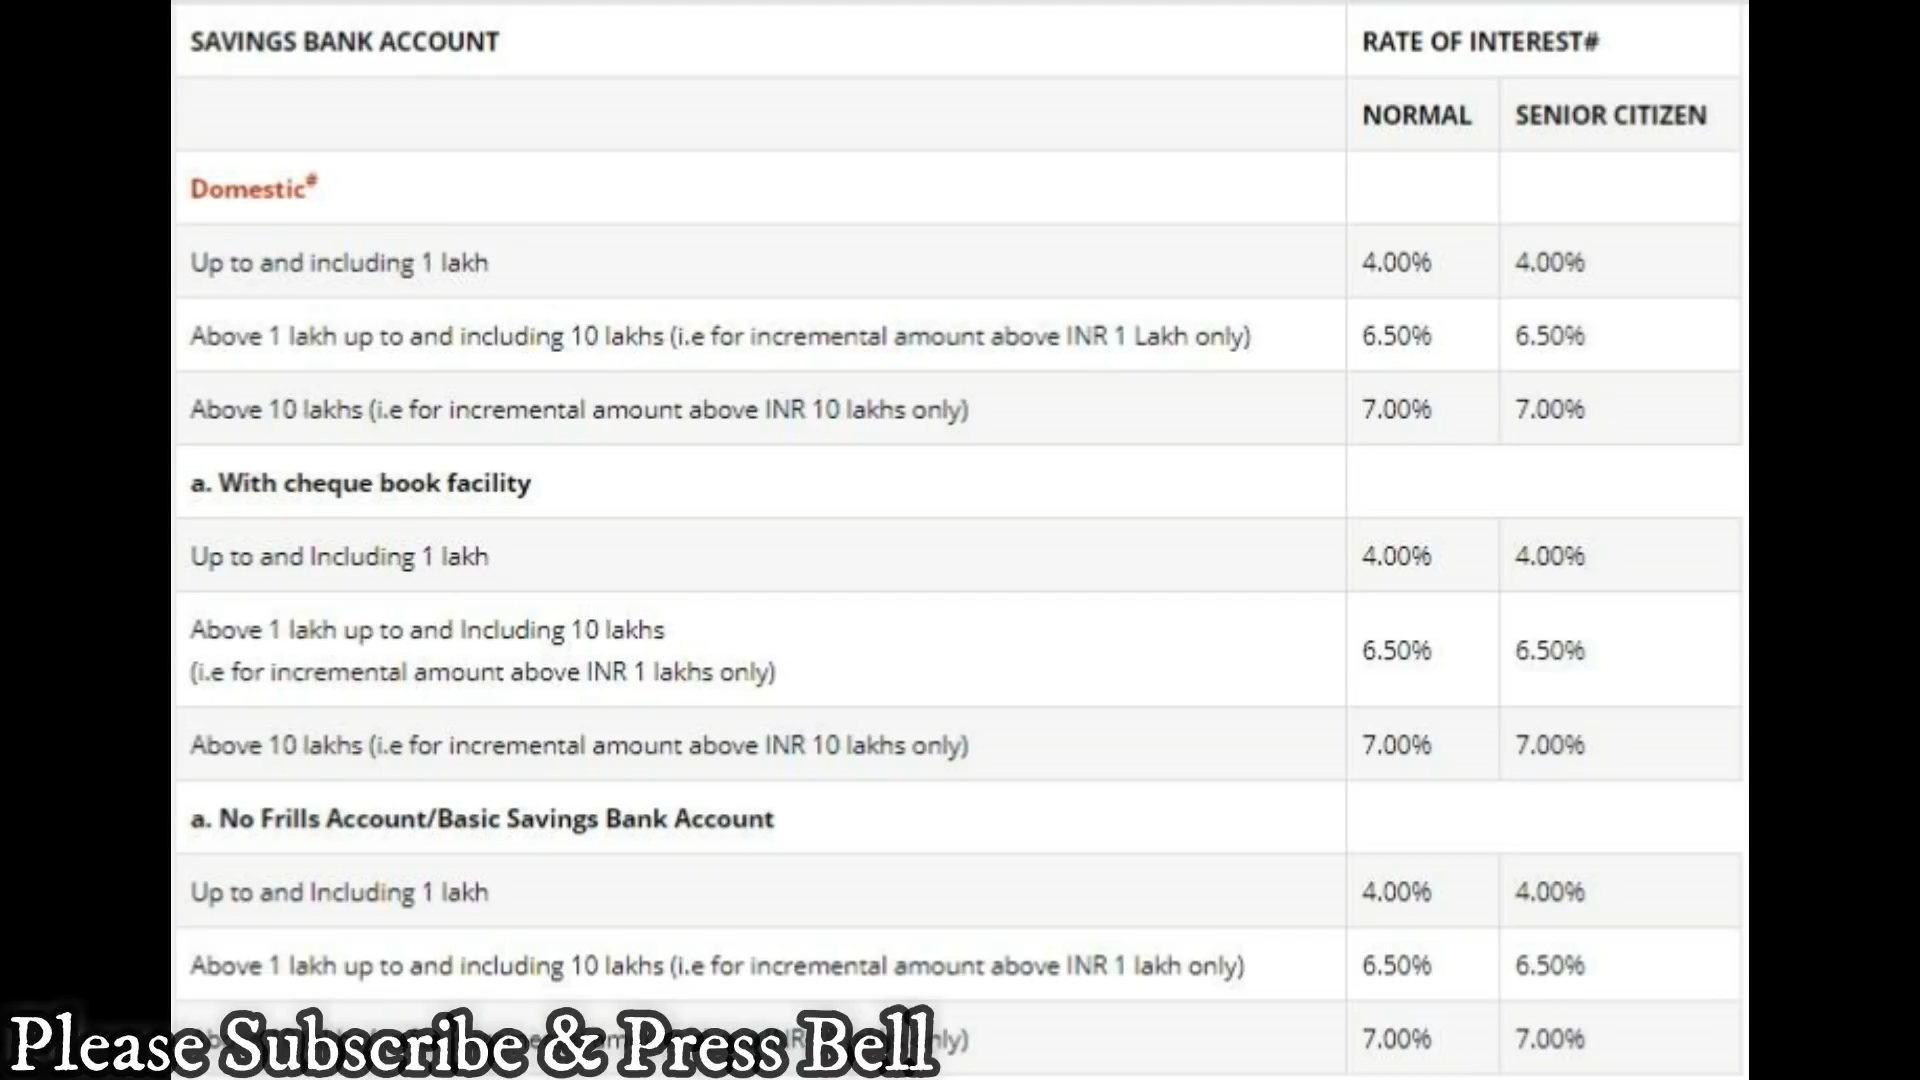 SAVINGS BANK ACCOUNT RATE OF INTEREST#
NORMAL SENIOR CITIZEN
Domestic#
Up to and including 1 lakh 4.00% 4.00%
Above 1 lakh up to and including 10 lakhs (i.e for incremental amount above INR 1 Lakh only) 6.50% 6.50%
Above 10 lakhs (i.e for incremental amount above INR 10 lakhs only) 7.00% 7.00%
a. With cheque book facility
Up to and Including 1 lakh 4.00% 4.00%
Above 1 lakh up to and Including 10 lakhs
(i.e for incremental amount above INR 1 lakhs only) 6.50% 6.50%
Above 10 lakhs (i.e for incremental amount above INR 10 lakhs only) 7.00% 7.00%
a. No Frills Account/Basic Savings Bank Account
Up to and Including 1 lakh 4.00% 4.00%
Above 1 lakh up to and including 10 lakhs (i.e for incremental amount above INR 1 lakh only) 6.50% 6.50%
7.00% 7.00%
Please Subscribe & Press Bell